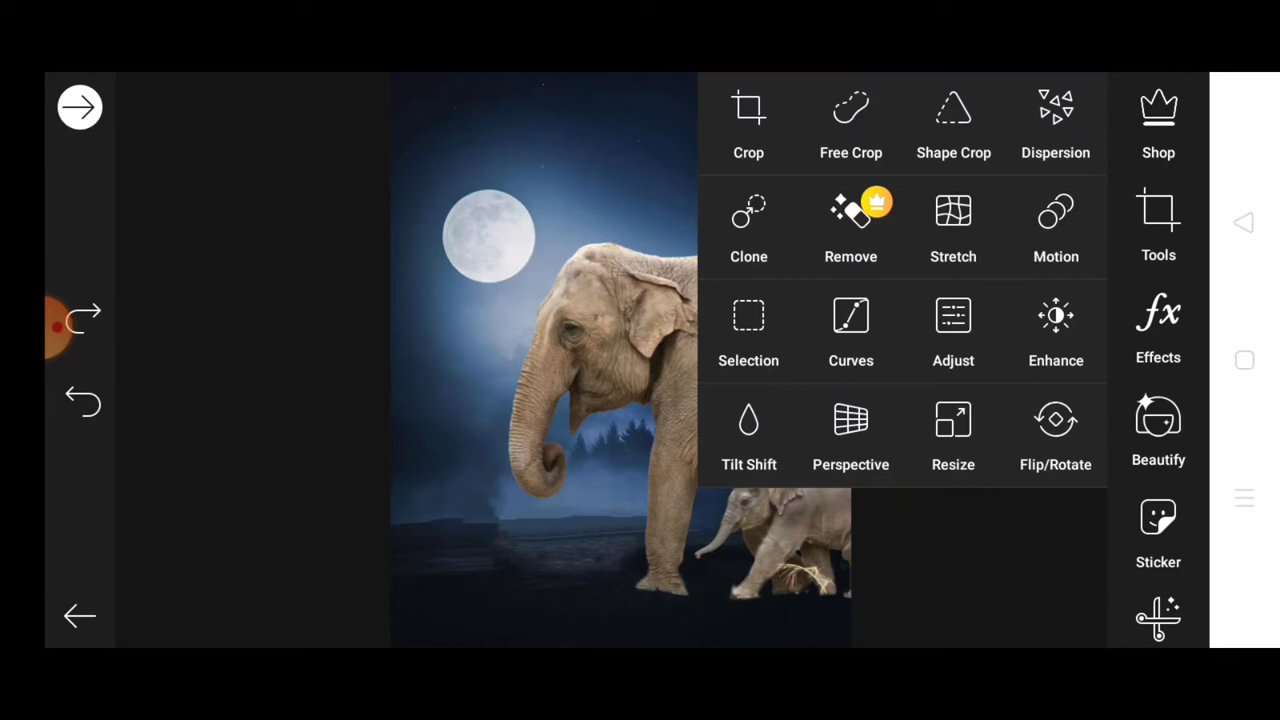 Crop Free Crop Shape Crop Dispersion Shop
Clone Remove Stretch Motion Tools
Selection Curves Adjust Enhance Effects
Tilt Shift Perspective Resize Flip/Rotate Beautify
Sticker